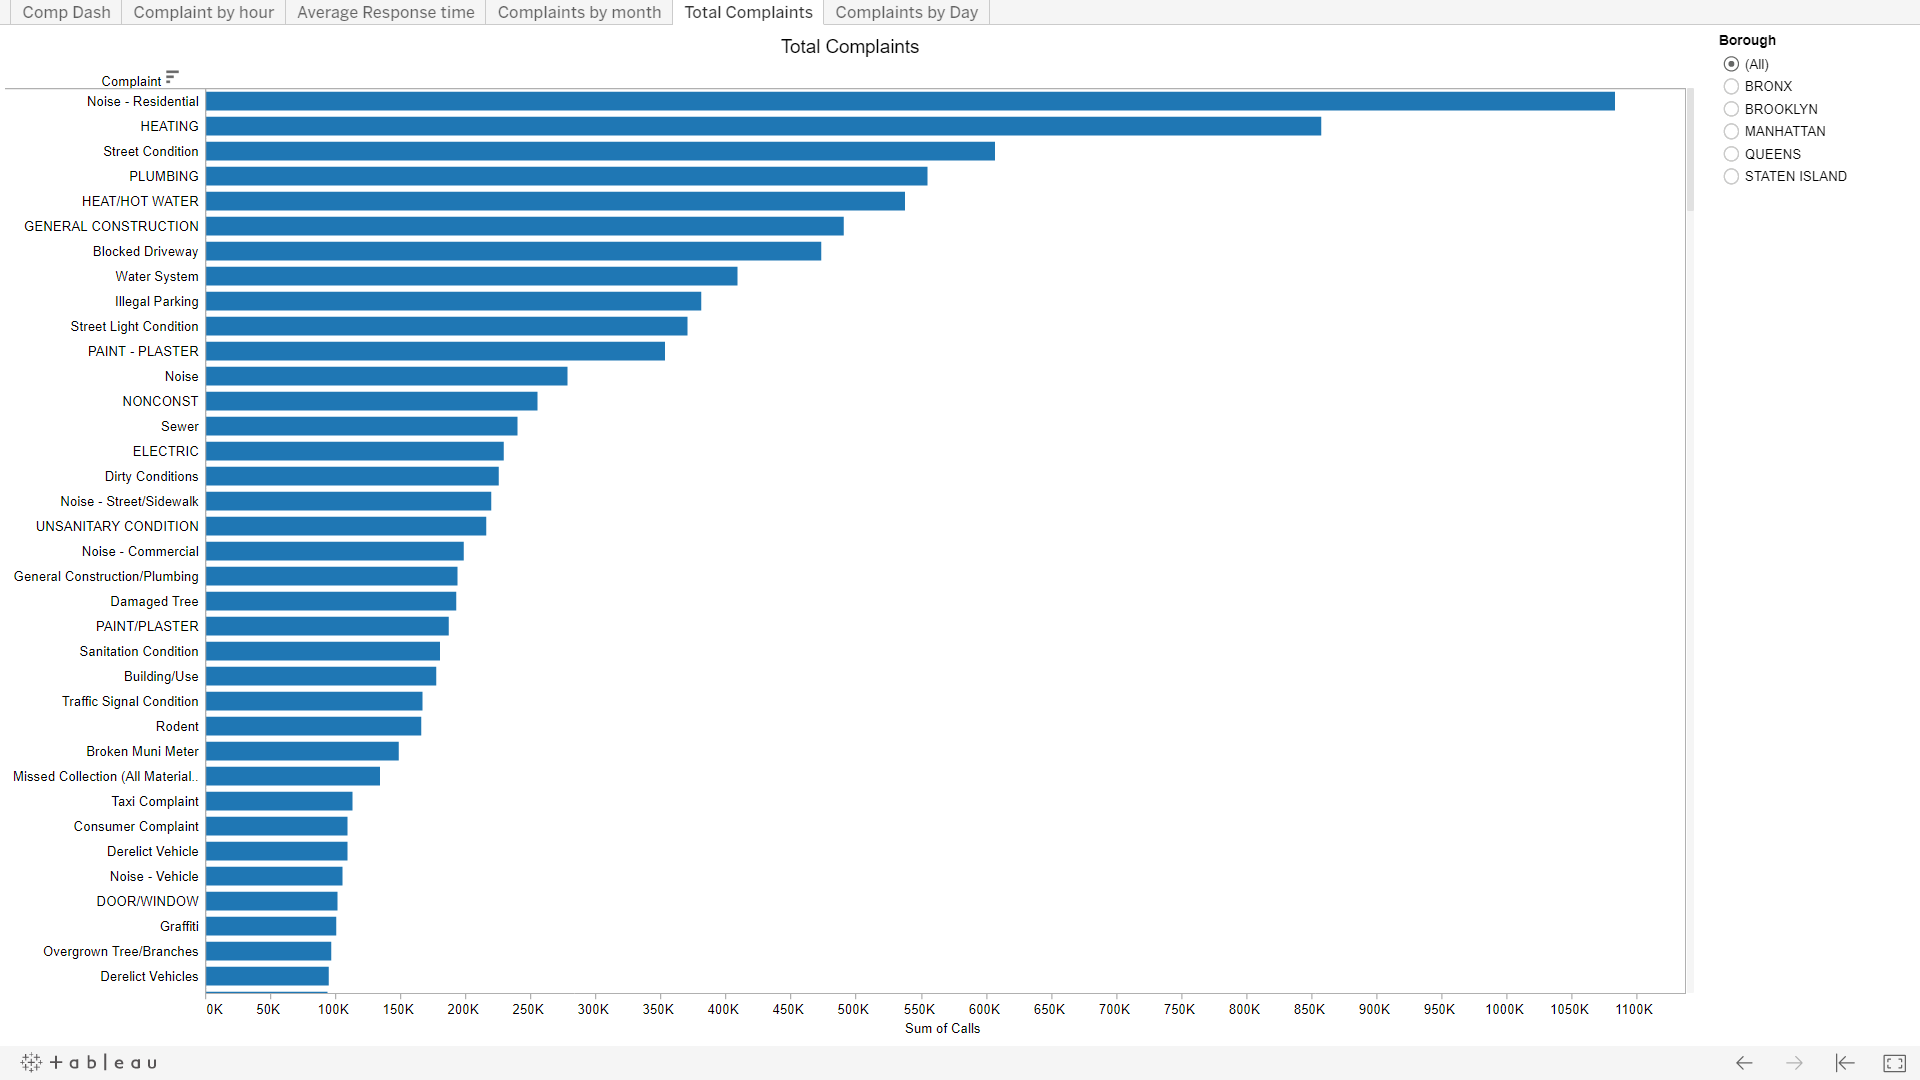 Comp Dash
Complaint by hour
Average Response time
Complaints by month
Total Complaints
Complaints by Day
Total Complaints
Complaint
Noise - Residential
HEATING
Street Condition
PLUMBING
HEAT/HOT WATER
GENERAL CONSTRUCTION
Blocked Driveway
Water System
Illegal Parking
Street Light Condition
PAINT - PLASTER
Noise
NONCONST
Sewer
ELECTRIC
Dirty Conditions
Noise - Street/Sidewalk
UNSANITARY CONDITION
Noise - Commercial
General Construction/Plumbing
Damaged Tree
PAINT/PLASTER
Sanitation Condition
Building/Use
Traffic Signal Condition
Rodent
Broken Muni Meter
Missed Collection (All Material..
Taxi Complaint
Consumer Complaint
Derelict Vehicle
Noise - Vehicle
DOOR/WINDOW
Graffiti
Overgrown Tree/Branches
Derelict Vehicles
0K 50K 100K 150K 200K 250K 300K 350K 400K 450K 500K 550K 600K 650K 700K 750K 800K 850K 900K 950K 1000K 1050K 1100K
Sum of Calls
Borough
(All)
BRONX
BROOKLYN
MANHATTAN
QUEENS
STATEN ISLAND
+ableau